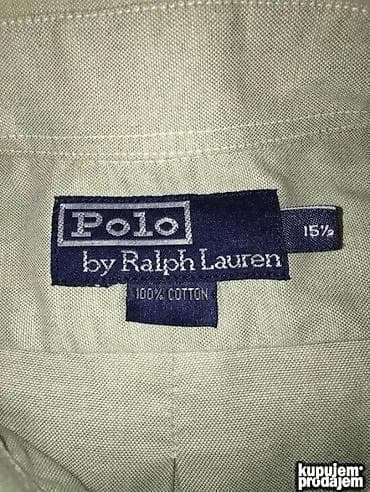 Polo
15½
by Ralph Lauren
100% COTTON
kupujem
prodajem